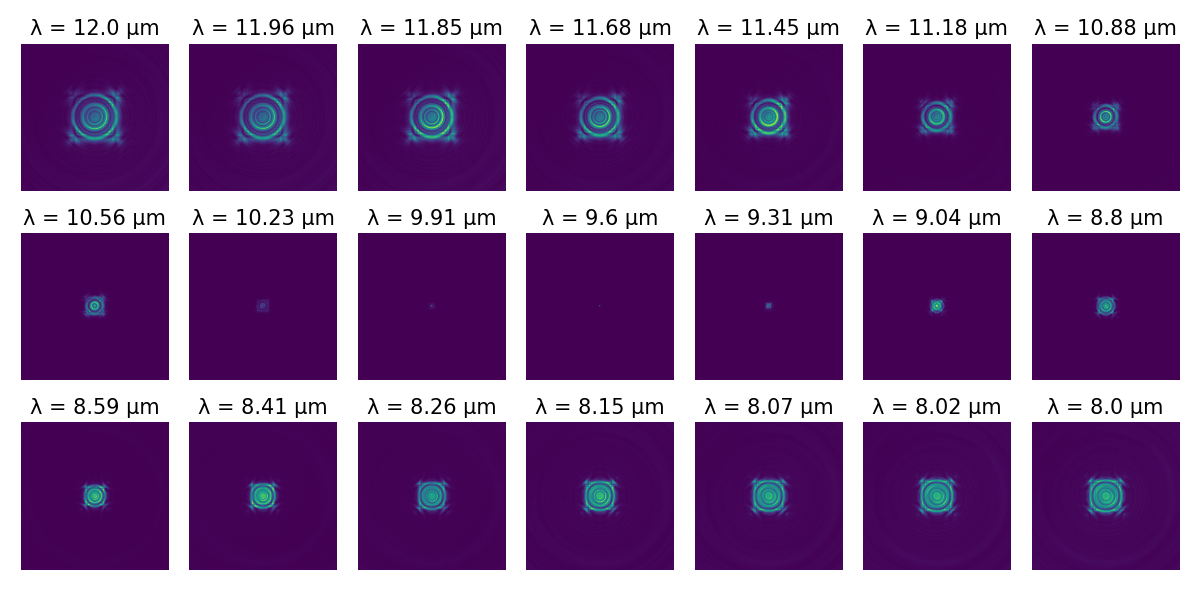 λ = 12.0 μm λ = 11.96 μm λ = 11.85 μm λ = 11.68 μm λ = 11.45 μm λ = 11.18 μm λ = 10.88 μm
λ = 10.56 μm λ = 10.23 μm λ = 9.91 μm λ = 9.6 μm λ = 9.31 μm λ = 9.04 μm λ = 8.8 μm
λ = 8.59 μm λ = 8.41 μm λ = 8.26 μm λ = 8.15 μm λ = 8.07 μm λ = 8.02 μm λ = 8.0 μm